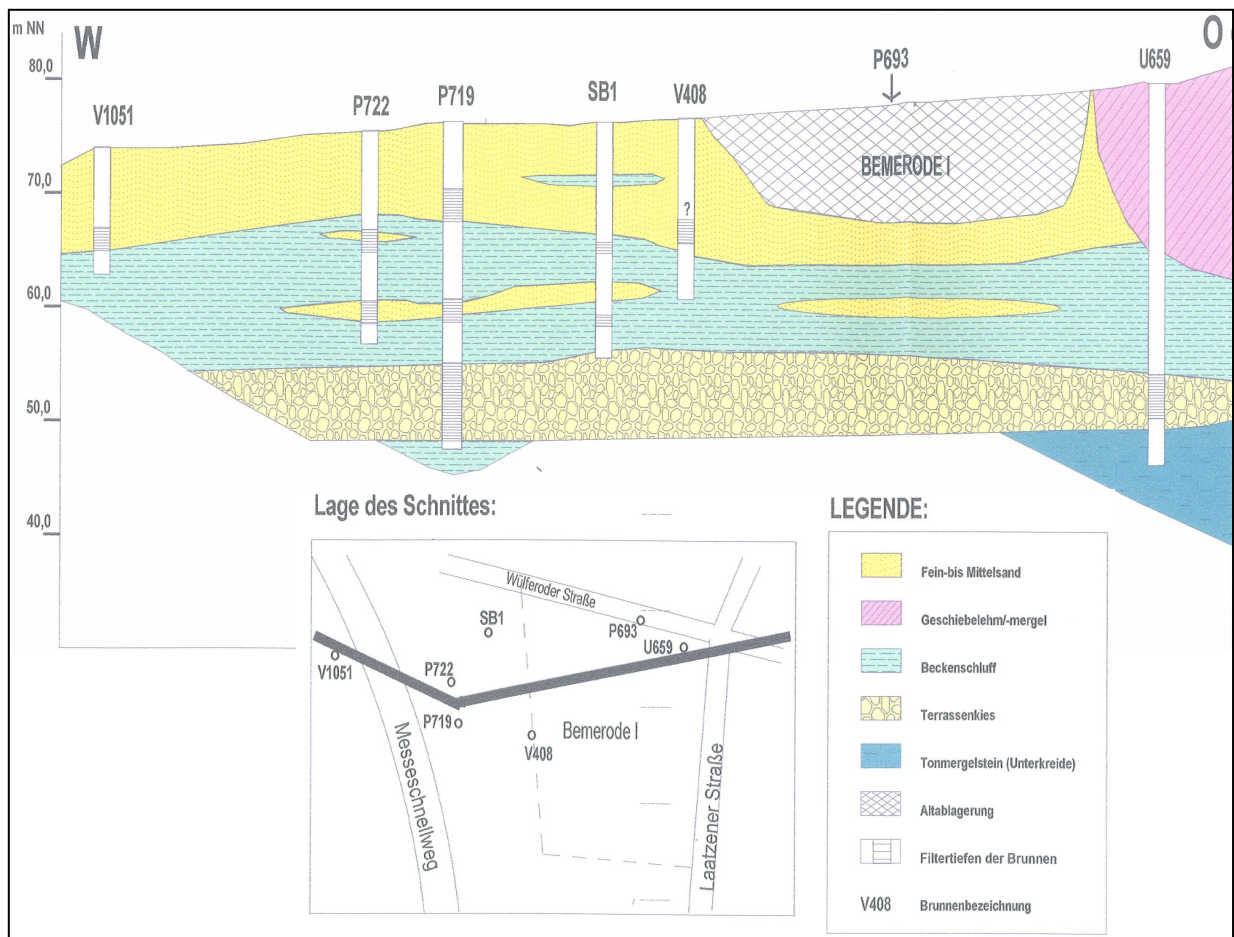 m NN
W
O
80,0
70,0
60,0
50,0
40,0
V1051
P722
P719
SB1
V408
P693
U659
?
BEMERODE I
Lage des Schnittes:
Wülferoder Straße
SB1
P693
U659
V1051
P722
P719
V408
Bemerode I
Messeschnellweg
Laatzener Straße
LEGENDE:
Fein-bis Mittelsand
Geschiebelehm/-mergel
Beckenschluff
Terrassenkies
Tonmergelstein (Unterkreide)
Altablagerung
Filtertiefen der Brunnen
V408 Brunnenbezeichnung